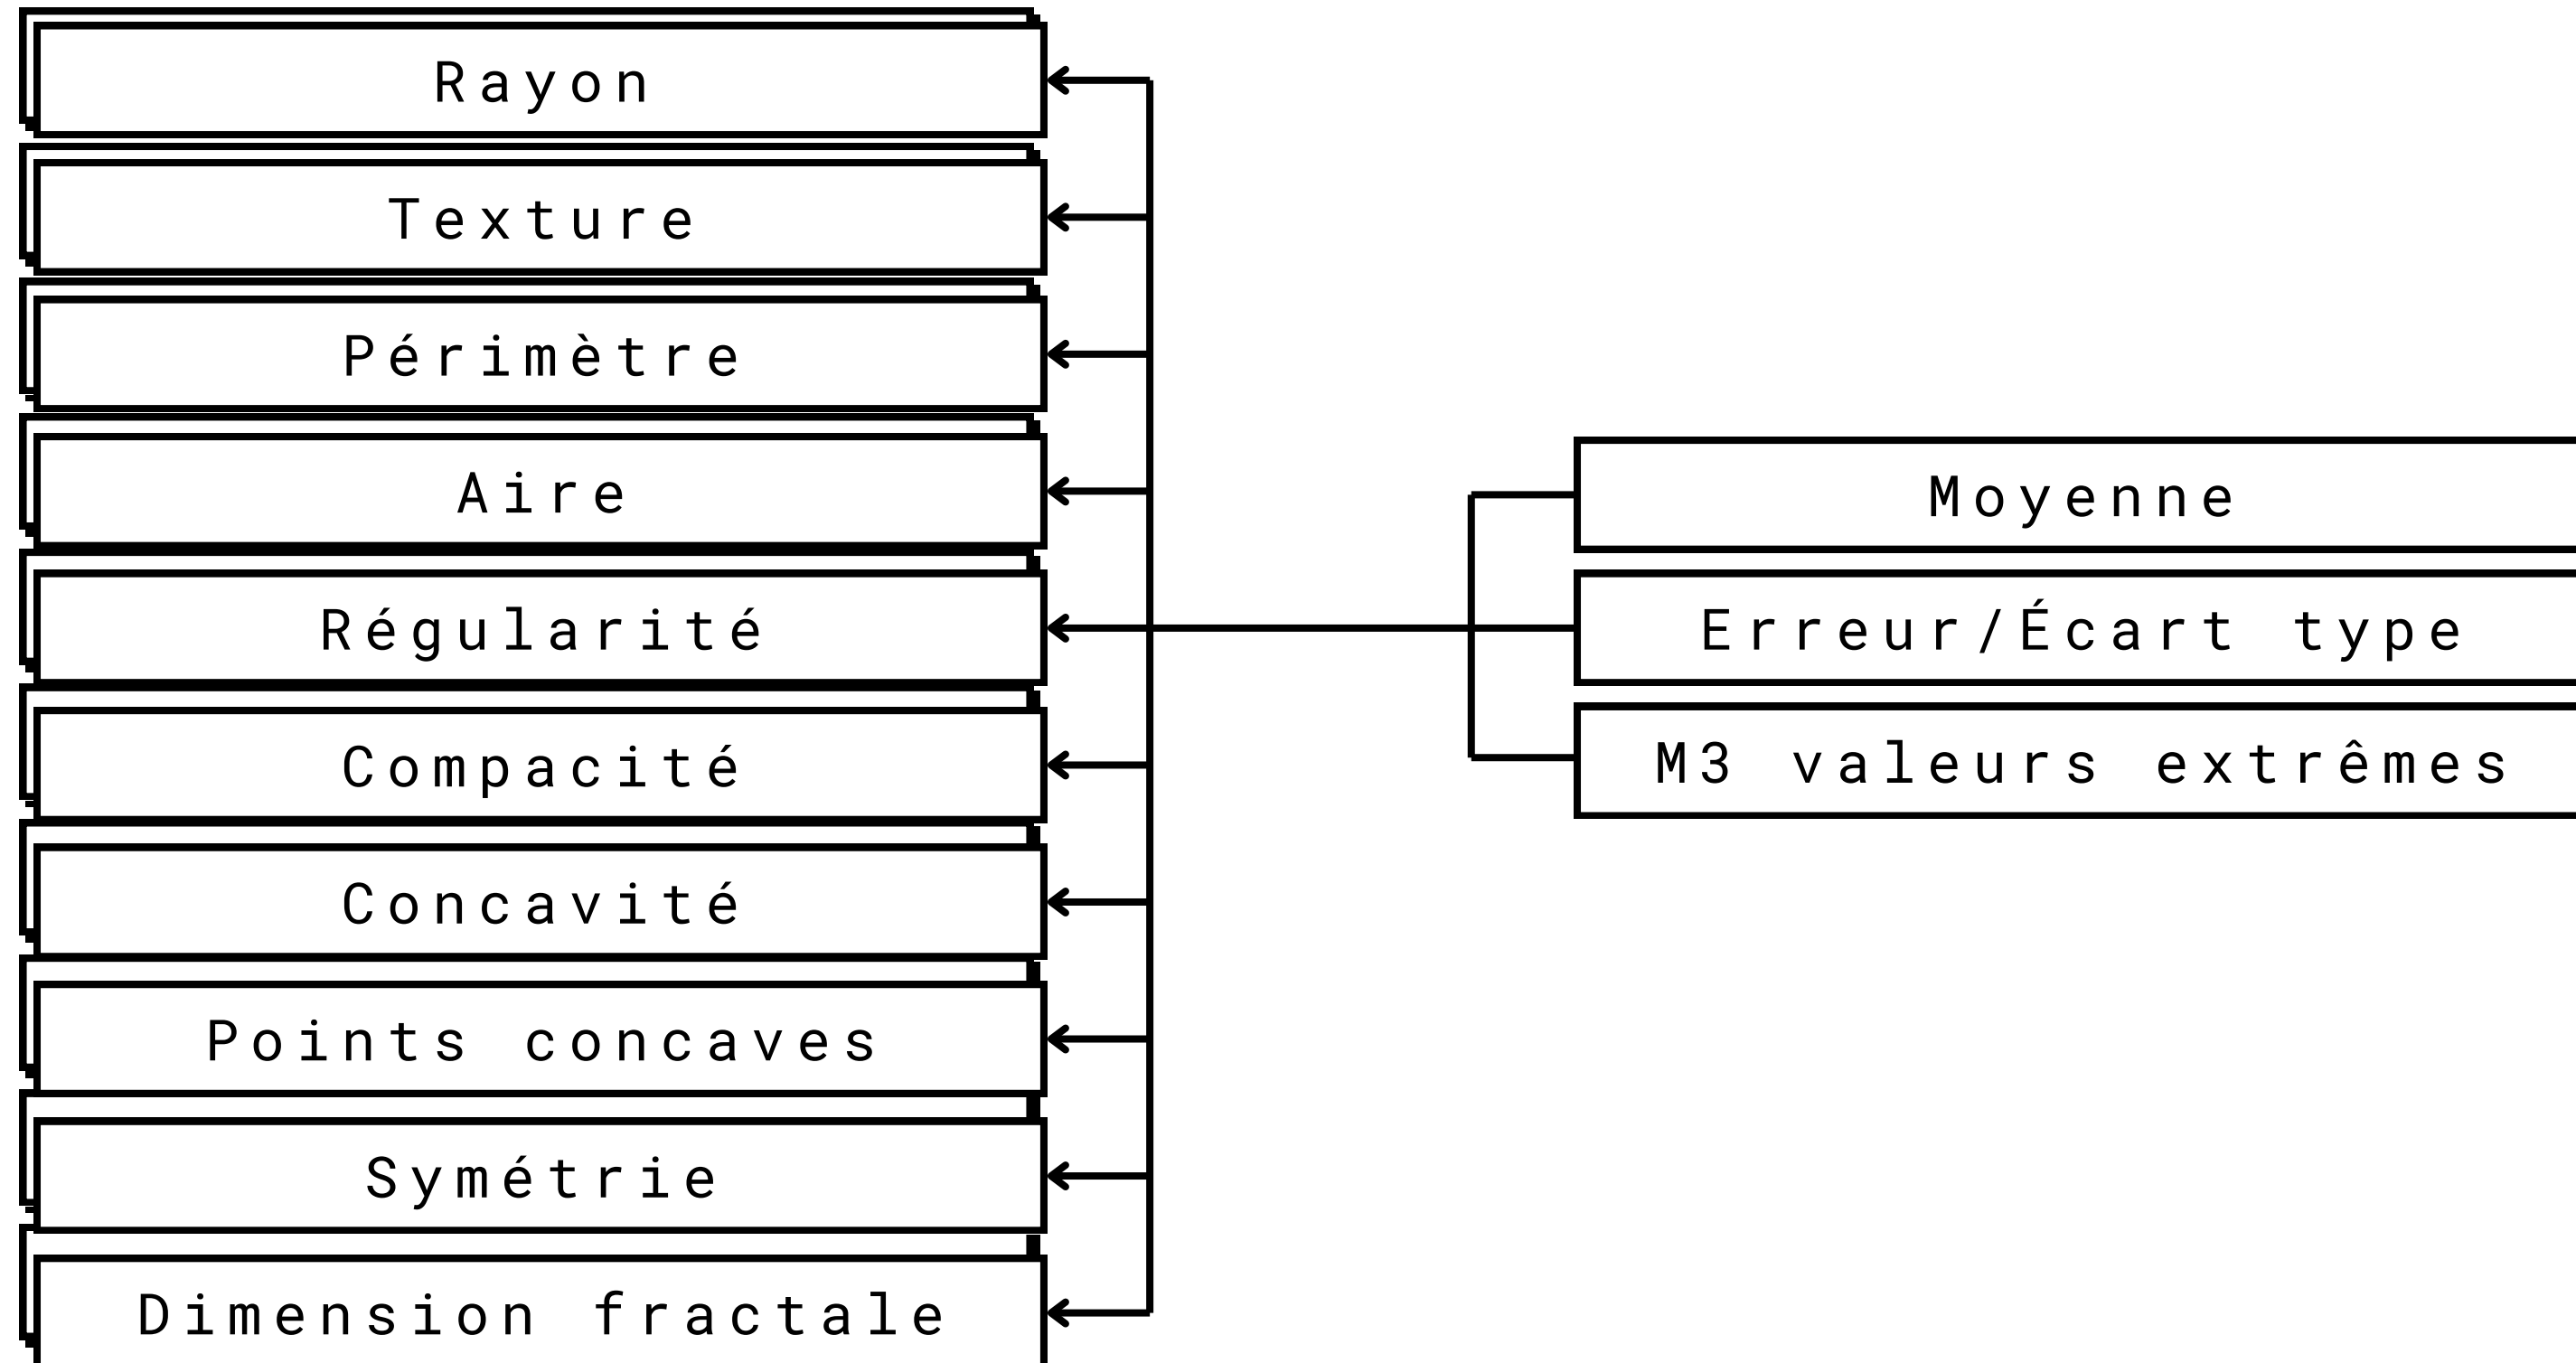 Rayon
Texture
Périmètre
Aire
Régularité
Compacité
Concavité
Points concaves
Symétrie
Dimension fractale
Moyenne
Erreur/Écart type
M3 valeurs extrêmes